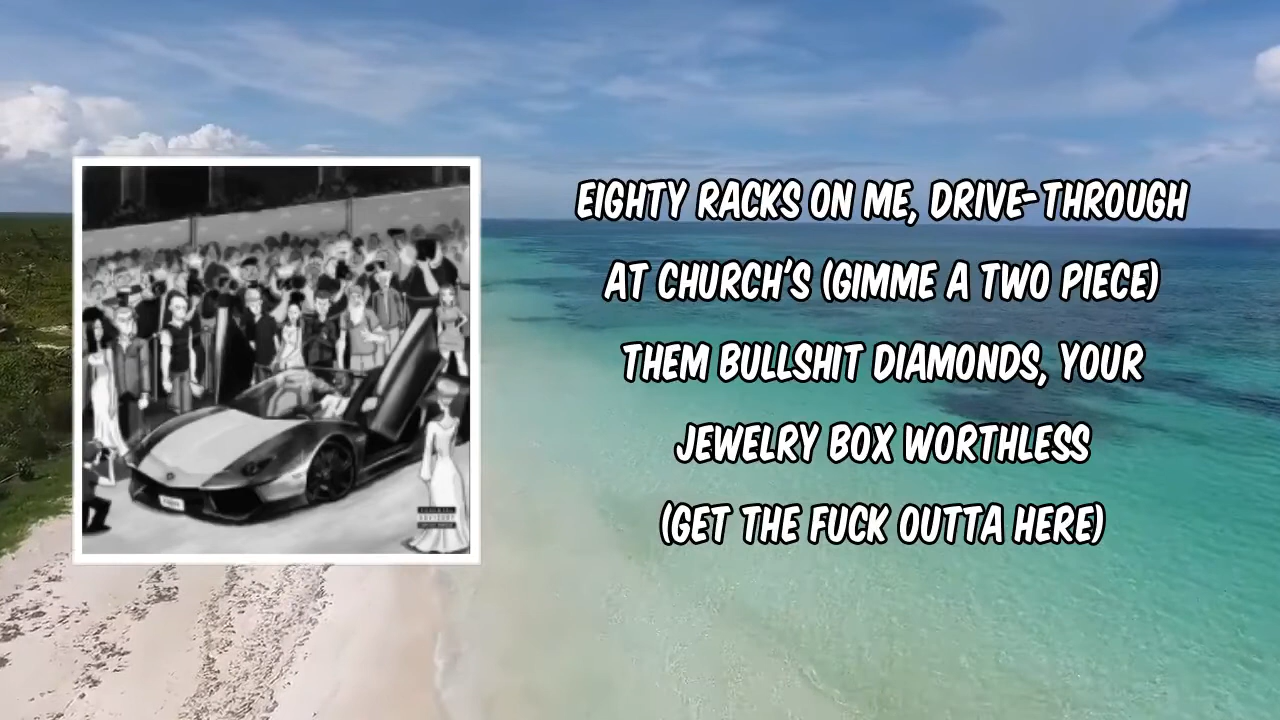 EIGHTY RACKS ON ME, DRIVE-THROUGH
AT CHURCH'S (GIMME A TWO PIECE)
THEM BULLSHIT DIAMONDS, YOUR
JEWELRY BOX WORTHLESS
(GET THE FUCK OUTTA HERE)